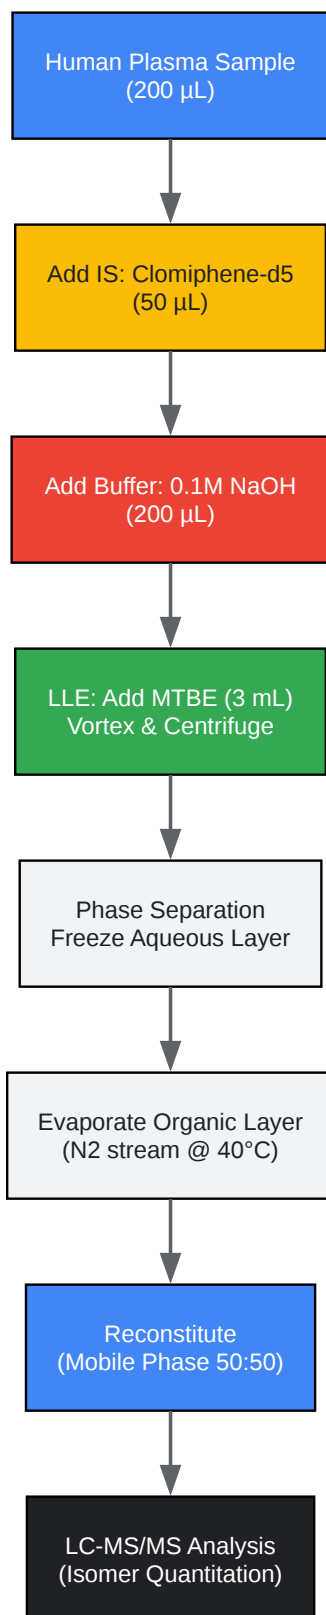 Human Plasma Sample
(200 µL)
Add IS: Clomiphene-d5
(50 µL)
Add Buffer: 0.1M NaOH
(200 µL)
LLE: Add MTBE (3 mL)
Vortex & Centrifuge
Phase Separation
Freeze Aqueous Layer
Evaporate Organic Layer
(N2 stream @ 40°C)
Reconstitute
(Mobile Phase 50:50)
LC-MS/MS Analysis
(Isomer Quantitation)